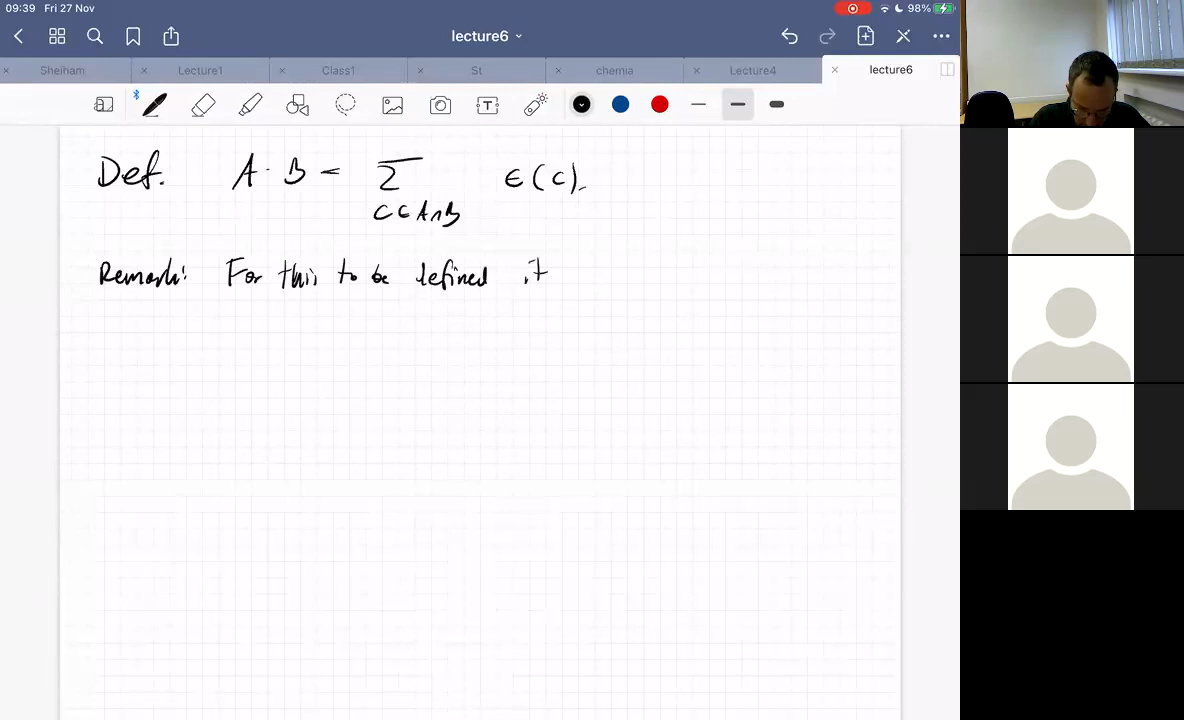 09:39 Fri 27 Nov 98%
lecture6
Sheiham Lecture1 Class1 St chemia Lecture4 lecture6
Def. A · B = Σ ε(c).
c∈A∩B
Remark: For this to be defined it